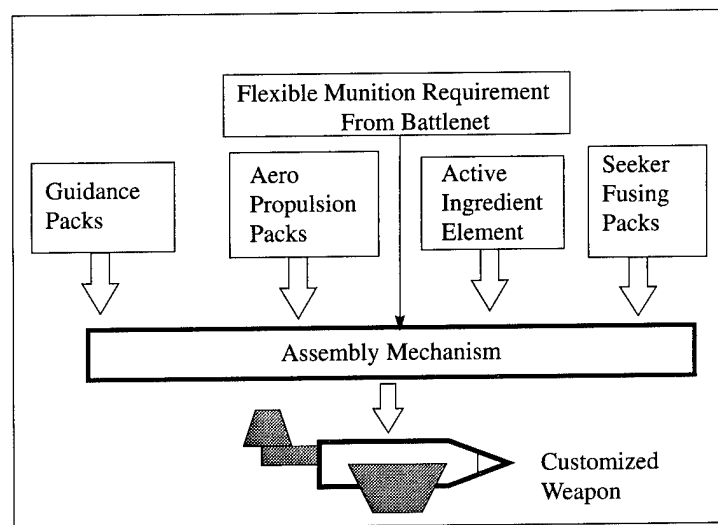 Flexible Munition Requirement
From Battlenet
Guidance
Packs
Aero
Propulsion
Packs
Active
Ingredient
Element
Seeker
Fusing
Packs
Assembly Mechanism
Customized
Weapon